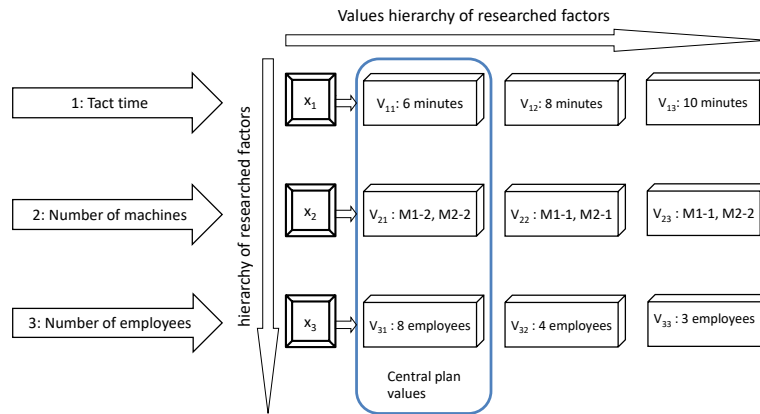 Values hierarchy of researched factors
hierarchy of researched factors
1: Tact time
x₁
V₁₁: 6 minutes
V₁₂: 8 minutes
V₁₃: 10 minutes
2: Number of machines
x₂
V₂₁ : M1-2, M2-2
V₂₂ : M1-1, M2-1
V₂₃ : M1-1, M2-2
3: Number of employees
x₃
V₃₁ : 8 employees
V₃₂ : 4 employees
V₃₃ : 3 employees
Central plan
values